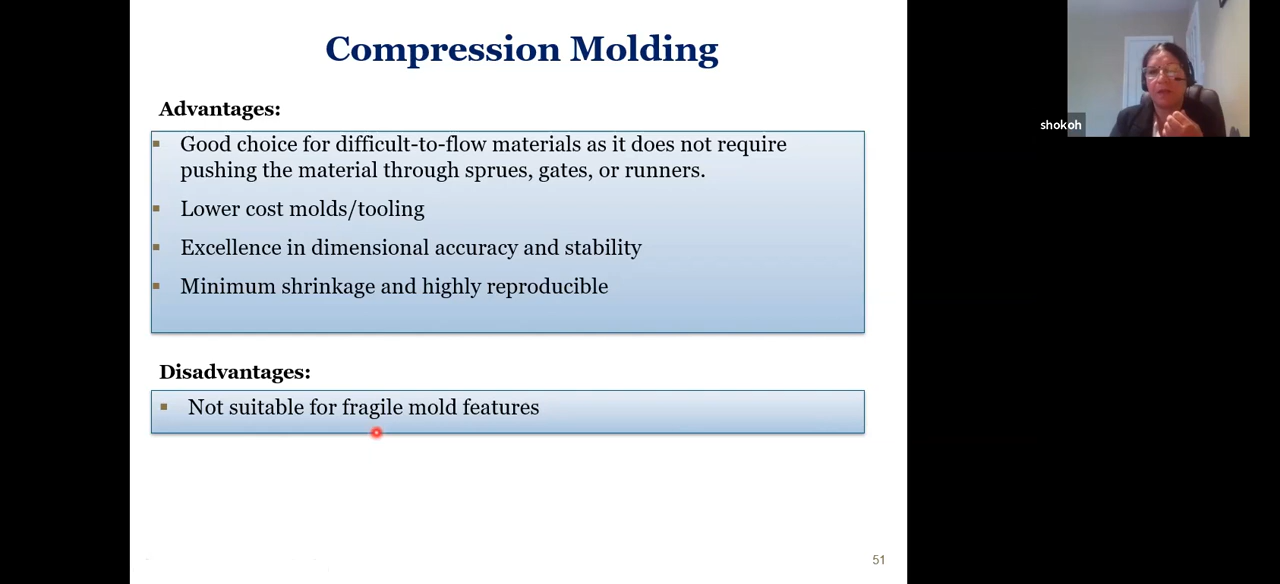 Compression Molding
Advantages:
Good choice for difficult-to-flow materials as it does not require
pushing the material through sprues, gates, or runners.
Lower cost molds/tooling
Excellence in dimensional accuracy and stability
Minimum shrinkage and highly reproducible
Disadvantages:
Not suitable for fragile mold features
51
shokoh